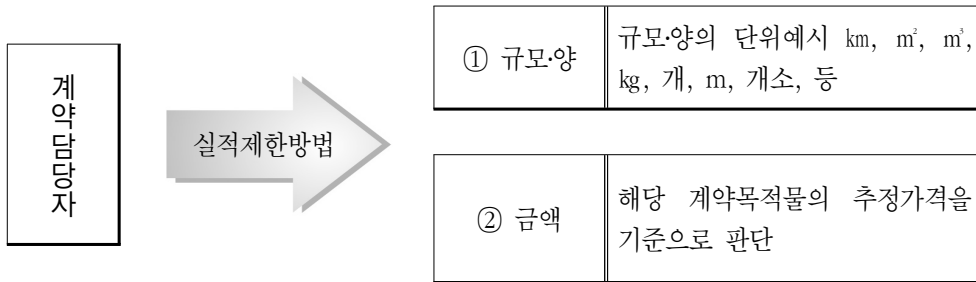 계약담당자
실적제한방법
① 규모·양
규모·양의 단위예시 ㎞, ㎡, ㎥,
㎏, 개, m, 개소, 등
② 금액
해당 계약목적물의 추정가격을
기준으로 판단